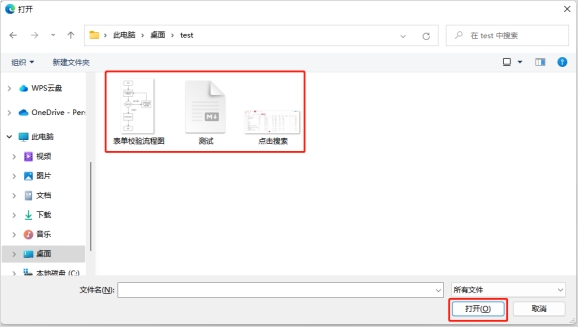 打开
此电脑 > 桌面 > test
在 test 中搜索
组织
新建文件夹
WPS云盘
OneDrive - Pers
此电脑
视频
图片
文档
下载
音乐
桌面
本地磁盘 (C:)
表单校验流程图
M
测试
点击搜索
文件名(N):
所有文件
打开(O)
取消